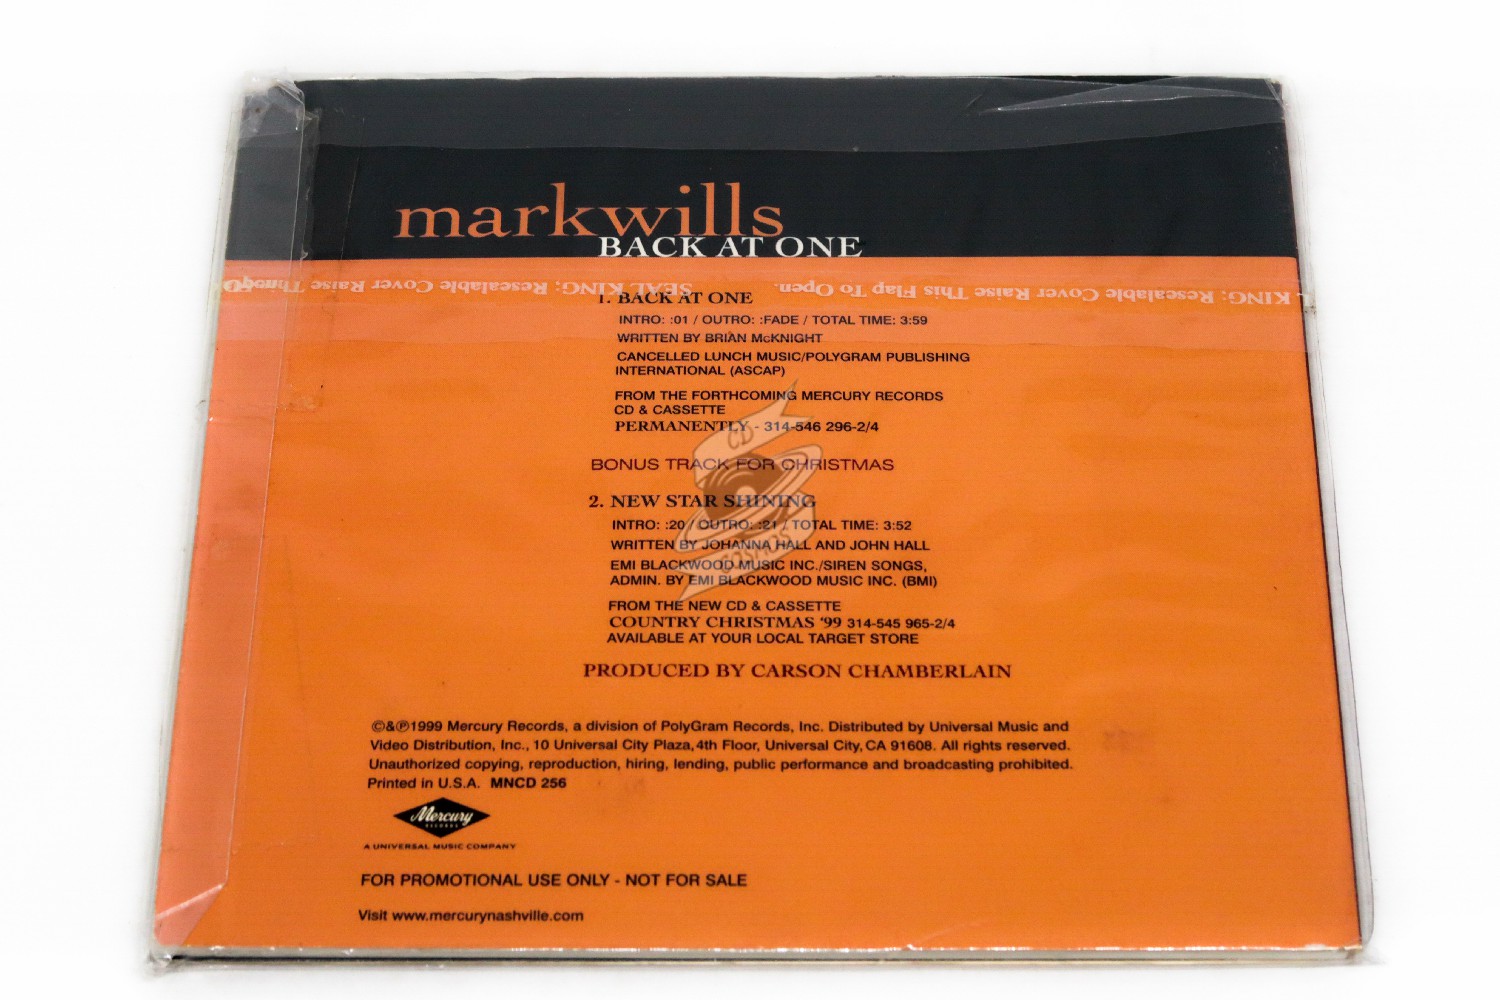 markwills
BACK AT ONE
SEAL KING; Resealable Cover Raise This
KING; Resealable Cover Raise This Flap To Open.
1. BACK AT ONE
INTRO: :01 / OUTRO: :FADE / TOTAL TIME: 3:59
WRITTEN BY BRIAN McKNIGHT
CANCELLED LUNCH MUSIC/POLYGRAM PUBLISHING
INTERNATIONAL (ASCAP)
FROM THE FORTHCOMING MERCURY RECORDS
CD & CASSETTE
PERMANENTLY - 314-546 296-2/4
BONUS TRACK FOR CHRISTMAS
2. NEW STAR SHINING
INTRO: :20 / OUTRO: :21 / TOTAL TIME: 3:52
WRITTEN BY JOHANNA HALL AND JOHN HALL
EMI BLACKWOOD MUSIC INC./SIREN SONGS,
ADMIN. BY EMI BLACKWOOD MUSIC INC. (BMI)
FROM THE NEW CD & CASSETTE
COUNTRY CHRISTMAS '99 314-545 965-2/4
AVAILABLE AT YOUR LOCAL TARGET STORE
PRODUCED BY CARSON CHAMBERLAIN
©&℗1999 Mercury Records, a division of PolyGram Records, Inc. Distributed by Universal Music and
Video Distribution, Inc., 10 Universal City Plaza, 4th Floor, Universal City, CA 91608. All rights reserved.
Unauthorized copying, reproduction, hiring, lending, public performance and broadcasting prohibited.
Printed in U.S.A. MNCD 256
Mercury
RECORDS
A UNIVERSAL MUSIC COMPANY
FOR PROMOTIONAL USE ONLY - NOT FOR SALE
Visit www.mercurynashville.com
CD